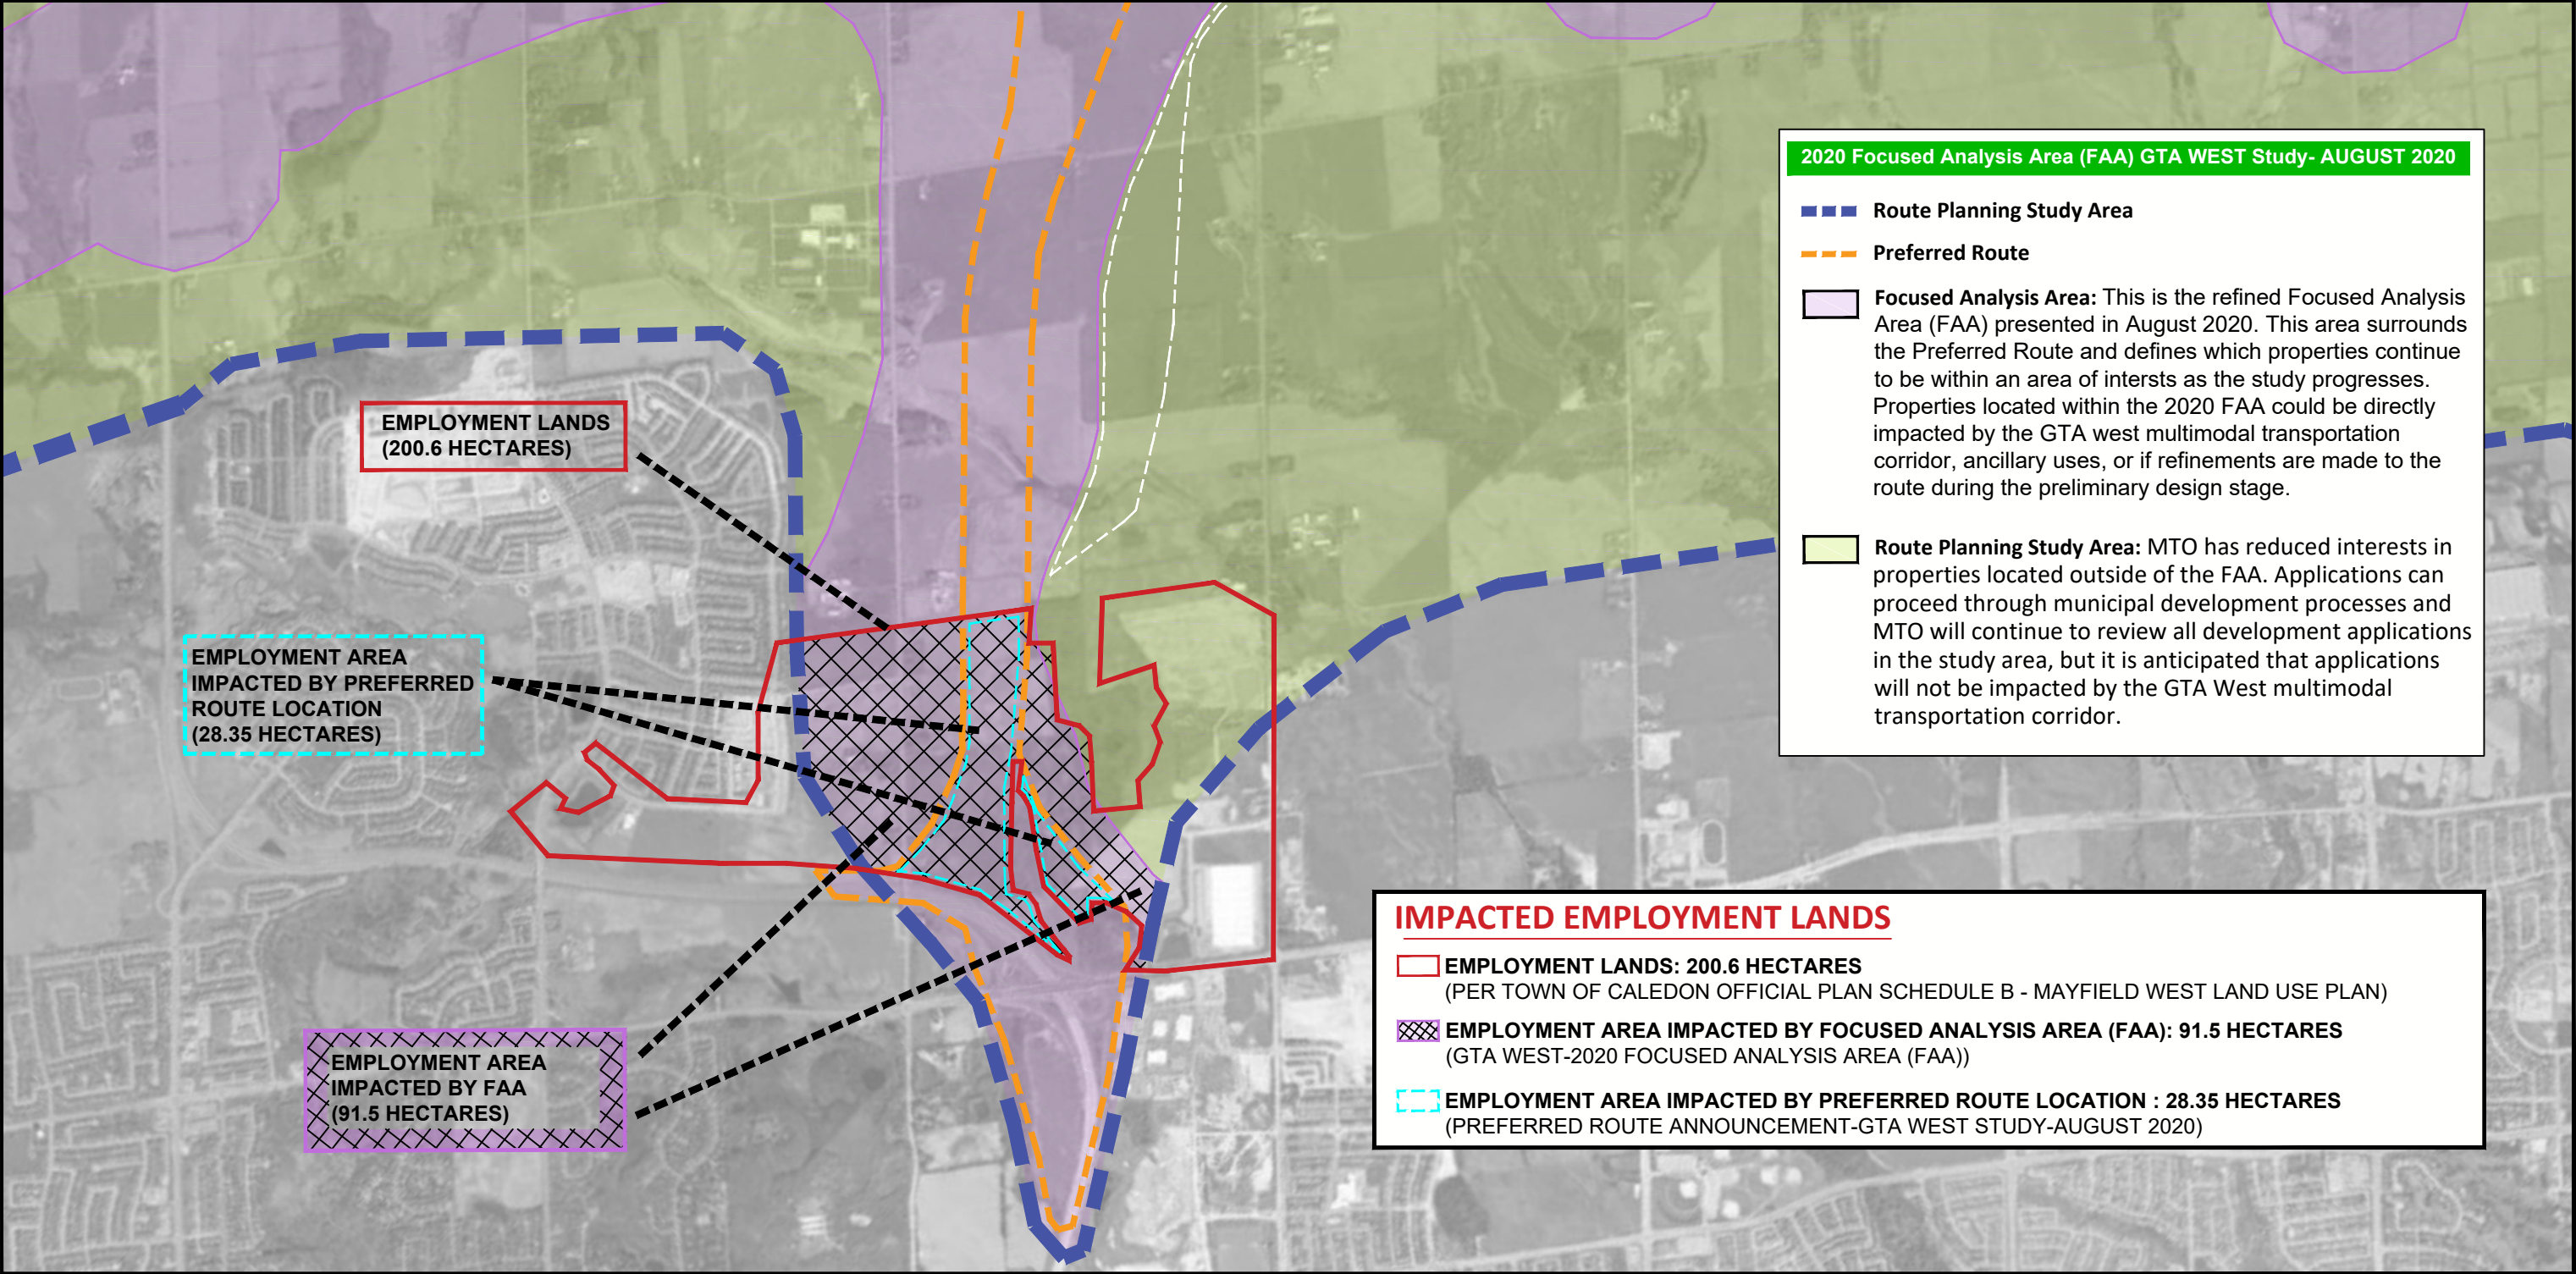 2020 Focused Analysis Area (FAA) GTA WEST Study- AUGUST 2020
Route Planning Study Area
Preferred Route
Focused Analysis Area: This is the refined Focused Analysis
Area (FAA) presented in August 2020. This area surrounds
the Preferred Route and defines which properties continue
to be within an area of intersts as the study progresses.
Properties located within the 2020 FAA could be directly
impacted by the GTA west multimodal transportation
corridor, ancillary uses, or if refinements are made to the
route during the preliminary design stage.
Route Planning Study Area: MTO has reduced interests in
properties located outside of the FAA. Applications can
proceed through municipal development processes and
MTO will continue to review all development applications
in the study area, but it is anticipated that applications
will not be impacted by the GTA West multimodal
transportation corridor.
EMPLOYMENT LANDS
(200.6 HECTARES)
EMPLOYMENT AREA
IMPACTED BY PREFERRED
ROUTE LOCATION
(28.35 HECTARES)
EMPLOYMENT AREA
IMPACTED BY FAA
(91.5 HECTARES)
IMPACTED EMPLOYMENT LANDS
EMPLOYMENT LANDS: 200.6 HECTARES
(PER TOWN OF CALEDON OFFICIAL PLAN SCHEDULE B - MAYFIELD WEST LAND USE PLAN)
EMPLOYMENT AREA IMPACTED BY FOCUSED ANALYSIS AREA (FAA): 91.5 HECTARES
(GTA WEST-2020 FOCUSED ANALYSIS AREA (FAA))
EMPLOYMENT AREA IMPACTED BY PREFERRED ROUTE LOCATION : 28.35 HECTARES
(PREFERRED ROUTE ANNOUNCEMENT-GTA WEST STUDY-AUGUST 2020)